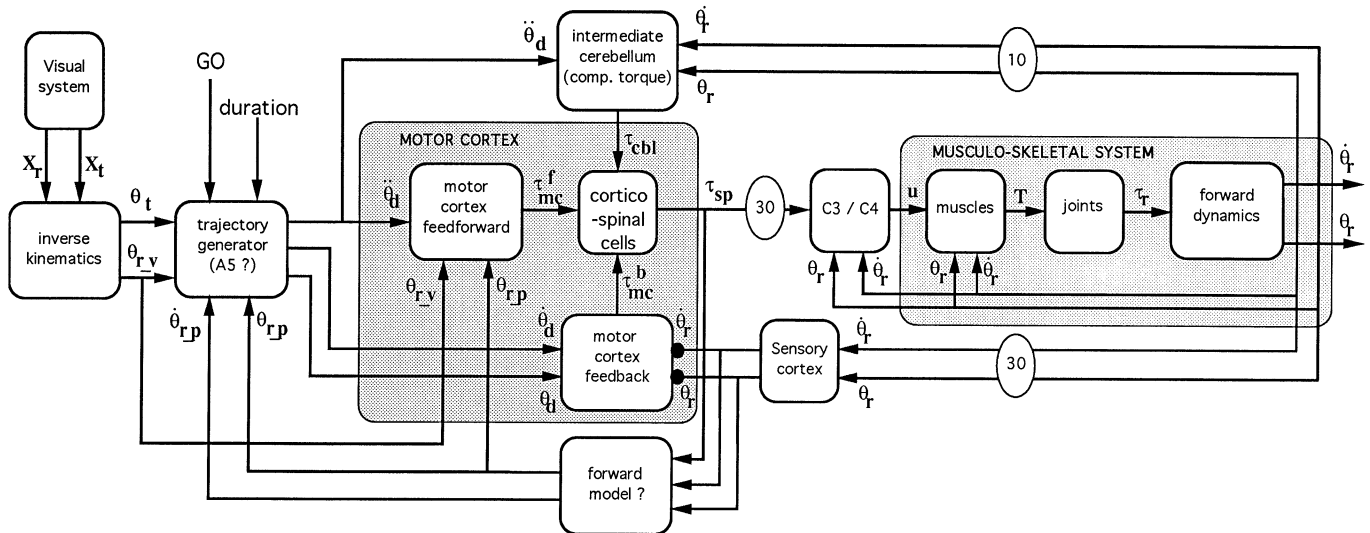 Visual
system
GO
duration
X_r
X_t
inverse
kinematics
θ_t
θ_r_v
trajectory
generator
(A5 ?)
θ̇_r_p
θ_r_p
θ̈_d
intermediate
cerebellum
(comp. torque)
θ̇_r
θ_r
10
τ_cbl
MOTOR CORTEX
θ̈_d
motor
cortex
feedforward
τ_mc^f
cortico
-spinal
cells
τ_sp
30
θ_r_v
θ_r_p
τ_mc^b
θ̇_d
θ_d
motor
cortex
feedback
θ̇_r
θ_r
Sensory
cortex
θ̇_r
θ_r
30
C3 / C4
θ_r
θ̇_r
u
MUSCULO-SKELETAL SYSTEM
muscles
θ_r
θ̇_r
T
joints
τ_r
forward
dynamics
θ̇_r
θ_r
forward
model ?